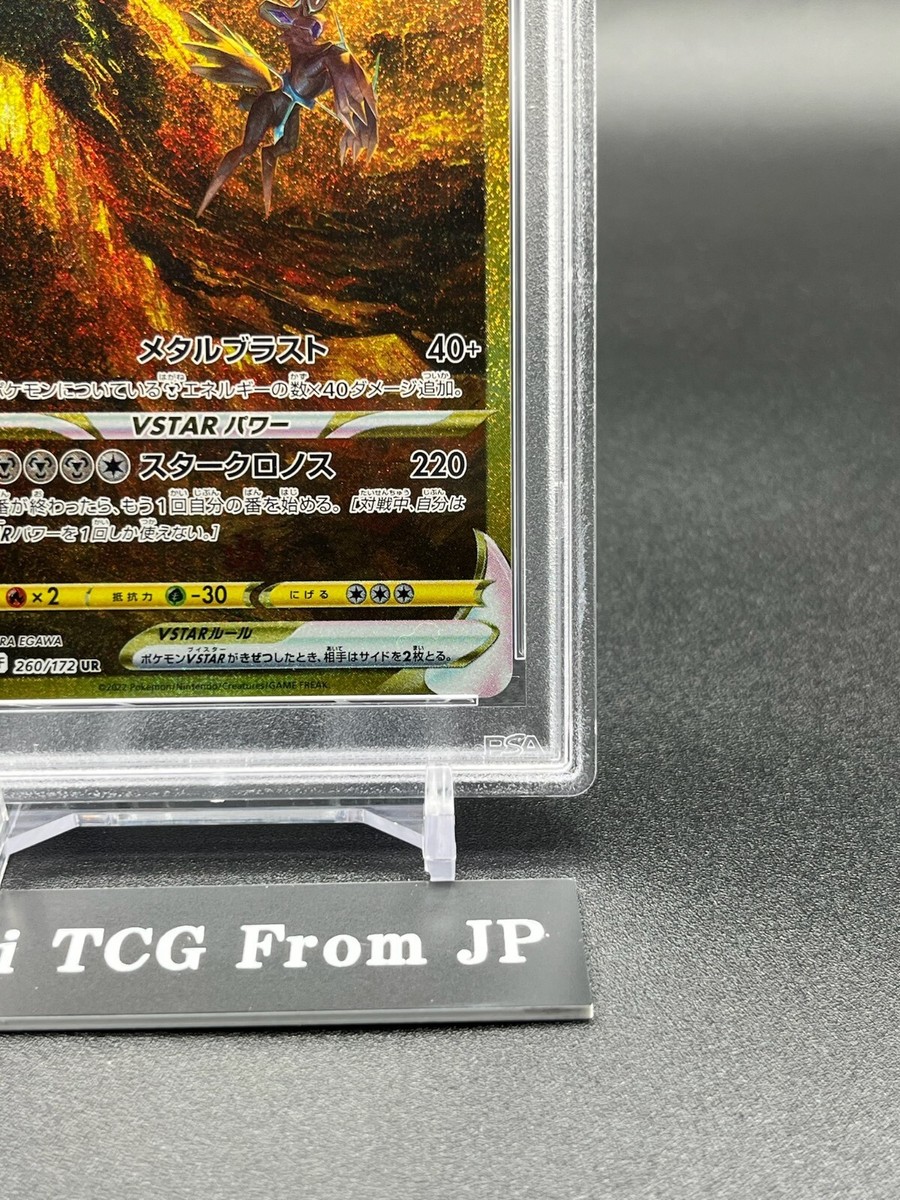 メタルブラスト 40+
ポケモンについているエネルギーの数×40ダメージ追加。
VSTARパワー
スタークロノス 220
番が終わったら、もう1回自分の番を始める。[対戦中、自分は
Rパワーを1回しか使えない。]
×2 抵抗力 -30 にげる
RA EGAWA
VSTARルール
F 260/172 UR
ポケモンVSTARがきぜつしたとき、相手はサイドを2枚とる。
©2022 Pokémon/Nintendo/Creatures/GAME FREAK.
PSA
i TCG From JP